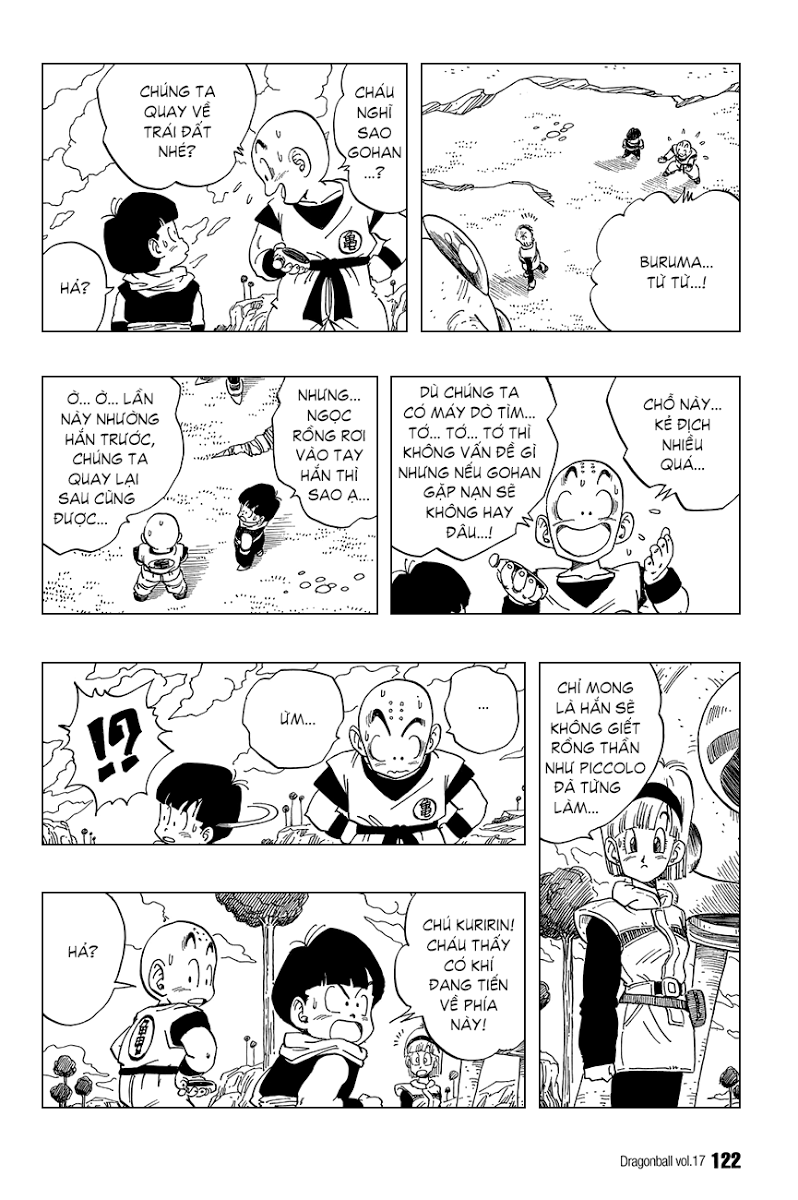 BURUMA...
TỪ TỪ...!
CHÁU
NGHĨ
SAO
GOHAN
...?
CHÚNG TA
QUAY VỀ
TRÁI ĐẤT
NHÉ?
HẢ?
CHỖ NÀY...
KẺ ĐỊCH
NHIỀU
QUÁ...
DÙ CHÚNG TA
CÓ MÁY DÒ TÌM...
TỚ... TỚ... TỚ THÌ
KHÔNG VẤN ĐỀ GÌ
NHƯNG NẾU GOHAN
GẶP NẠN SẼ
KHÔNG HAY
ĐÂU...!
NHƯNG...
NGỌC
RỒNG RƠI
VÀO TAY
HẮN THÌ
SAO Ạ...
Ờ... Ờ... LẦN
NÀY NHƯỜNG
HẮN TRƯỚC,
CHÚNG TA
QUAY LẠI
SAU CŨNG
ĐƯỢC...
CHỈ MONG
LÀ HẮN SẼ
KHÔNG GIẾT
RỒNG THẦN
NHƯ PICCOLO
ĐÃ TỪNG
LÀM...
...
ỪM...
!?
亀
亀
CHÚ KURIRIN!
CHÁU THẤY
CÓ KHÍ
ĐANG TIẾN
VỀ PHÍA
NÀY!
HẢ?
Dragonball vol.17 122